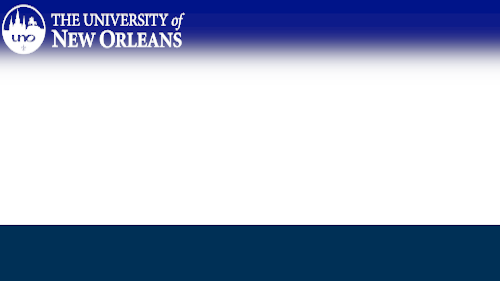 THE UNIVERSITY of
NEW ORLEANS
uno